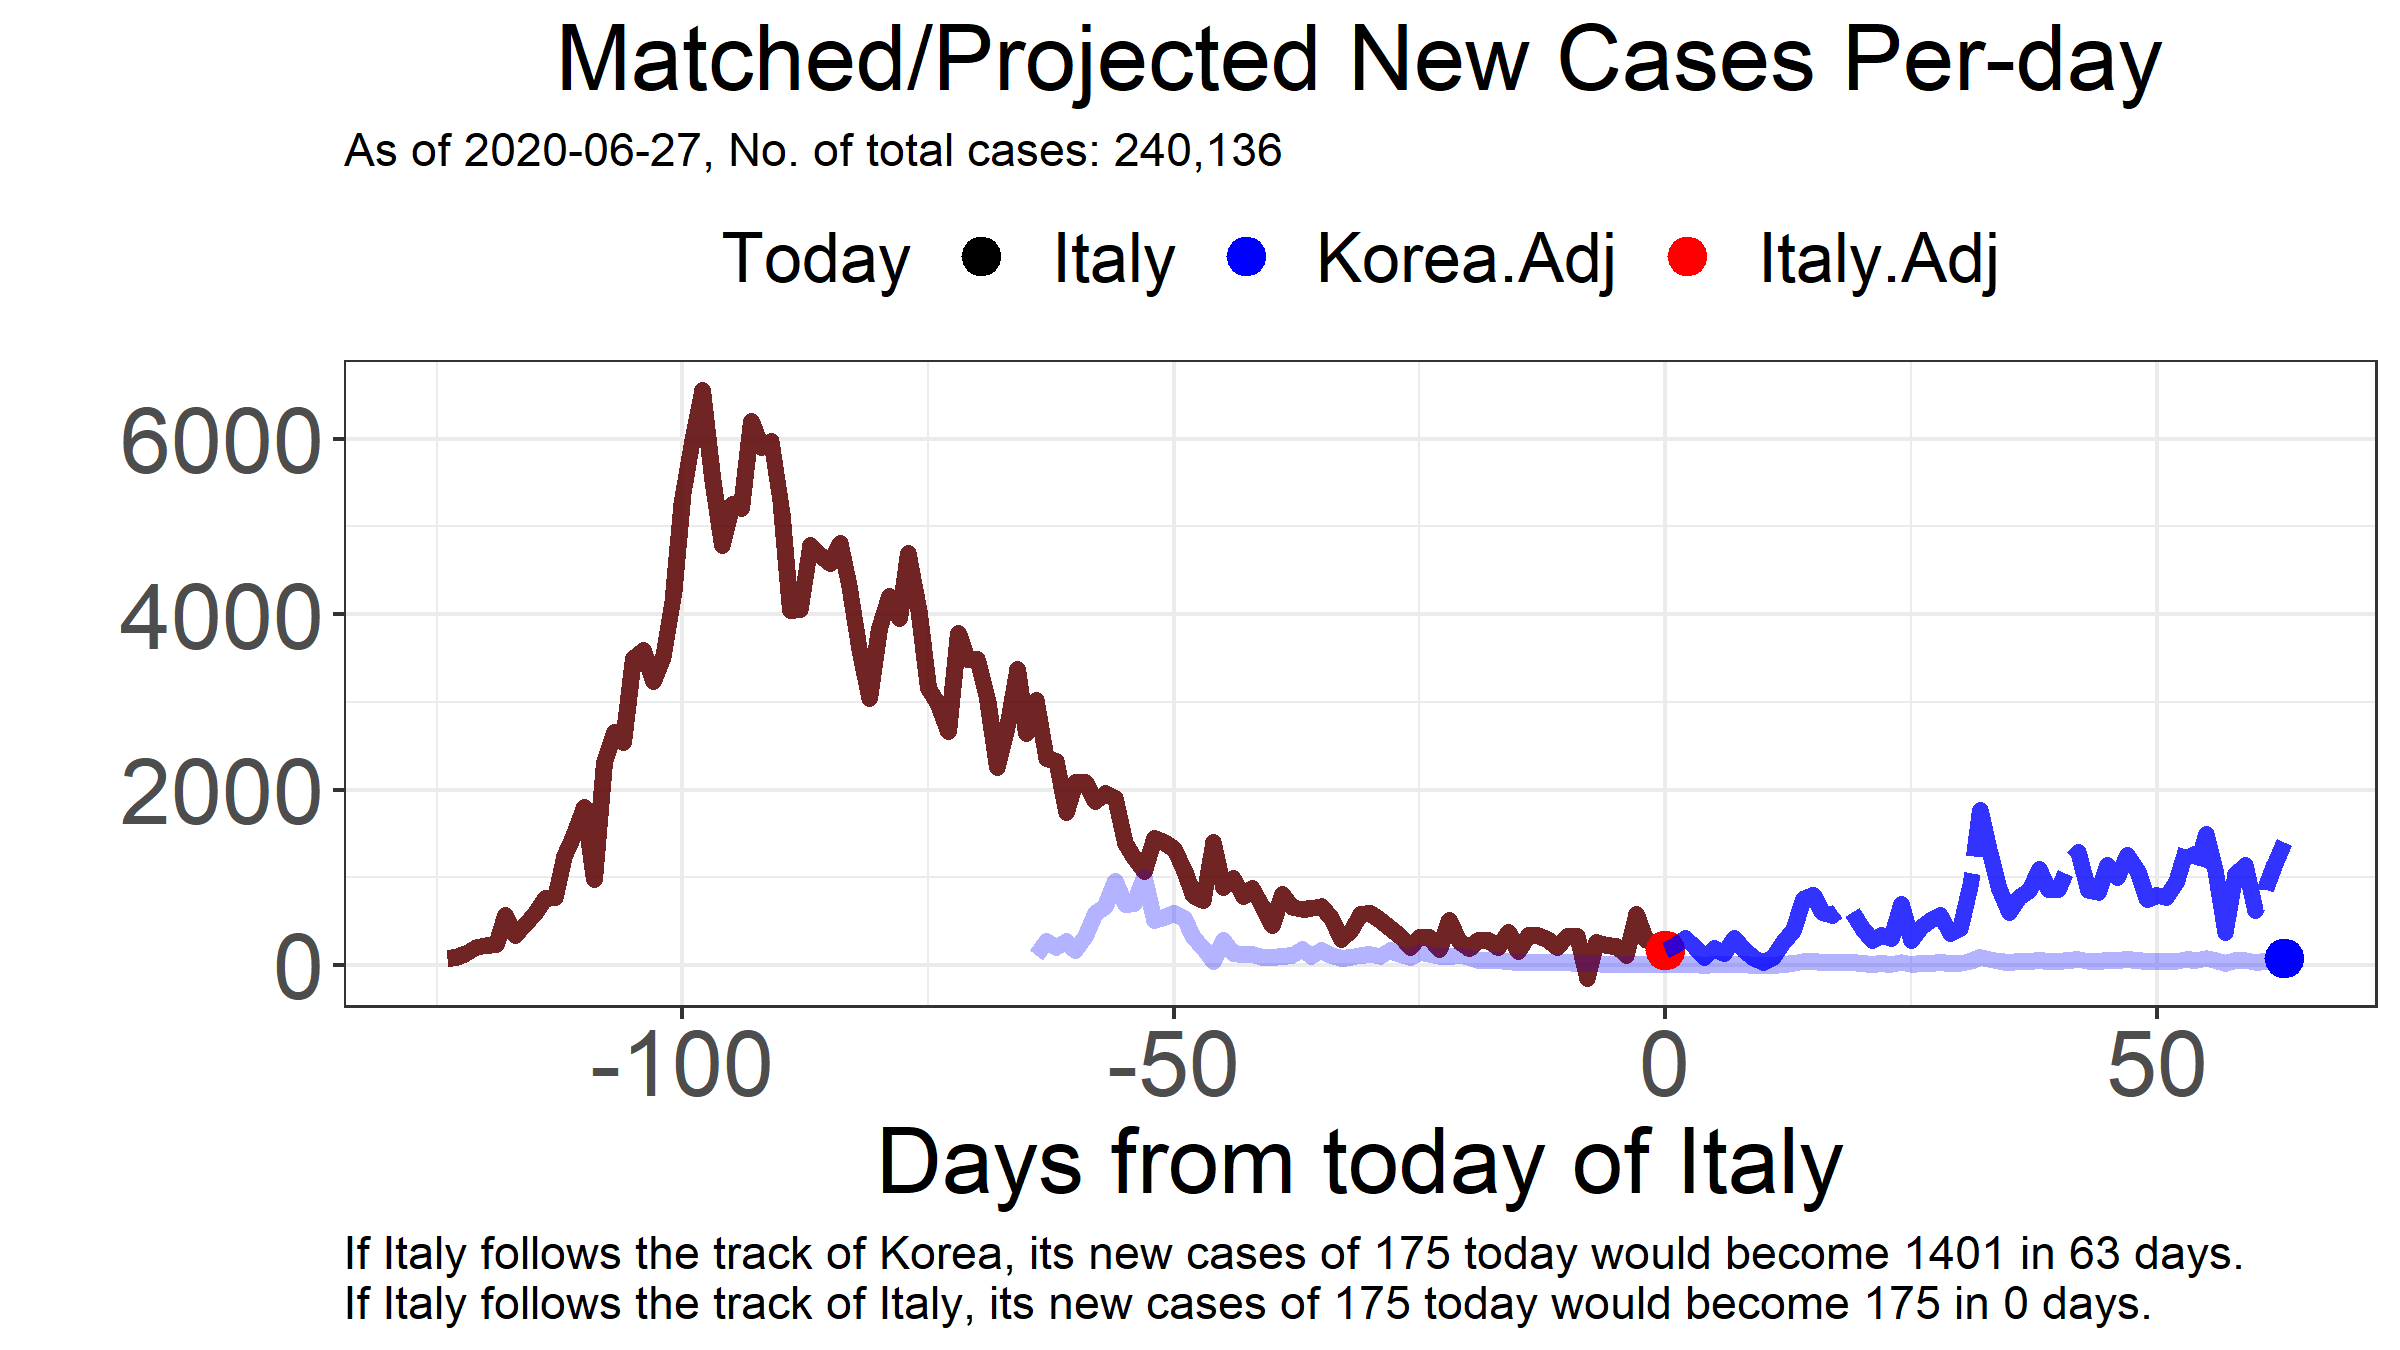 Matched/Projected New Cases Per-day
As of 2020-06-27, No. of total cases: 240,136
Today Italy Korea.Adj Italy.Adj
6000
4000
2000
0
-100 -50 0 50
Days from today of Italy
If Italy follows the track of Korea, its new cases of 175 today would become 1401 in 63 days.
If Italy follows the track of Italy, its new cases of 175 today would become 175 in 0 days.